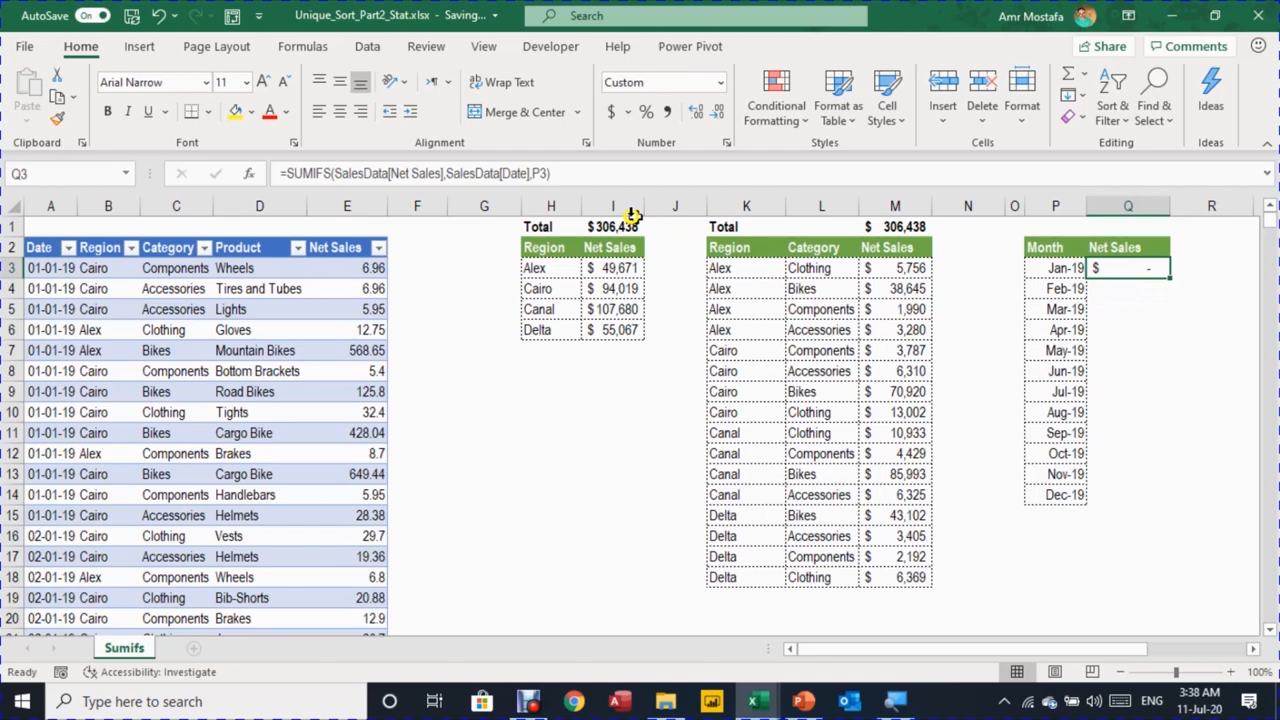 AutoSave On Unique_Sort_Part2_Stat.xlsx - Saving... Search Amr Mostafa
File Home Insert Page Layout Formulas Data Review View Developer Help Power Pivot Share Comments
Paste Arial Narrow 11 Wrap Text Custom Conditional Formatting Format as Table Cell Styles Insert Delete Format Sort & Filter Find & Select Ideas
B I U A Merge & Center $ % ,
Clipboard Font Alignment Number Styles Cells Editing Ideas
Q3 fx =SUMIFS(SalesData[Net Sales],SalesData[Date],P3)
A B C D E F G H I J K L M N O P Q R
1 Total $ 306,438 Total $ 306,438
2 Date Region Category Product Net Sales Region Net Sales Region Category Net Sales Month Net Sales
3 01-01-19 Cairo Components Wheels 6.96 Alex $ 49,671 Alex Clothing $ 5,756 Jan-19 $ -
4 01-01-19 Cairo Accessories Tires and Tubes 6.96 Cairo $ 94,019 Alex Bikes $ 38,645 Feb-19
5 01-01-19 Cairo Accessories Lights 5.95 Canal $ 107,680 Alex Components $ 1,990 Mar-19
6 01-01-19 Alex Clothing Gloves 12.75 Delta $ 55,067 Alex Accessories $ 3,280 Apr-19
7 01-01-19 Alex Bikes Mountain Bikes 568.65 Cairo Components $ 3,787 May-19
8 01-01-19 Cairo Components Bottom Brackets 5.4 Cairo Accessories $ 6,310 Jun-19
9 01-01-19 Cairo Bikes Road Bikes 125.8 Cairo Bikes $ 70,920 Jul-19
10 01-01-19 Cairo Clothing Tights 32.4 Cairo Clothing $ 13,002 Aug-19
11 01-01-19 Cairo Bikes Cargo Bike 428.04 Canal Clothing $ 10,933 Sep-19
12 01-01-19 Alex Components Brakes 8.7 Canal Components $ 4,429 Oct-19
13 01-01-19 Cairo Bikes Cargo Bike 649.44 Canal Bikes $ 85,993 Nov-19
14 01-01-19 Cairo Components Handlebars 5.95 Canal Accessories $ 6,325 Dec-19
15 01-01-19 Cairo Accessories Helmets 28.38 Delta Bikes $ 43,102
16 02-01-19 Cairo Clothing Vests 29.7 Delta Accessories $ 3,405
17 02-01-19 Cairo Accessories Helmets 19.36 Delta Components $ 2,192
18 02-01-19 Alex Components Wheels 6.8 Delta Clothing $ 6,369
19 02-01-19 Cairo Clothing Bib-Shorts 20.88
20 02-01-19 Cairo Components Brakes 12.9
Sumifs
Ready Accessibility: Investigate 100%
Type here to search ENG 3:38 AM
11-Jul-20